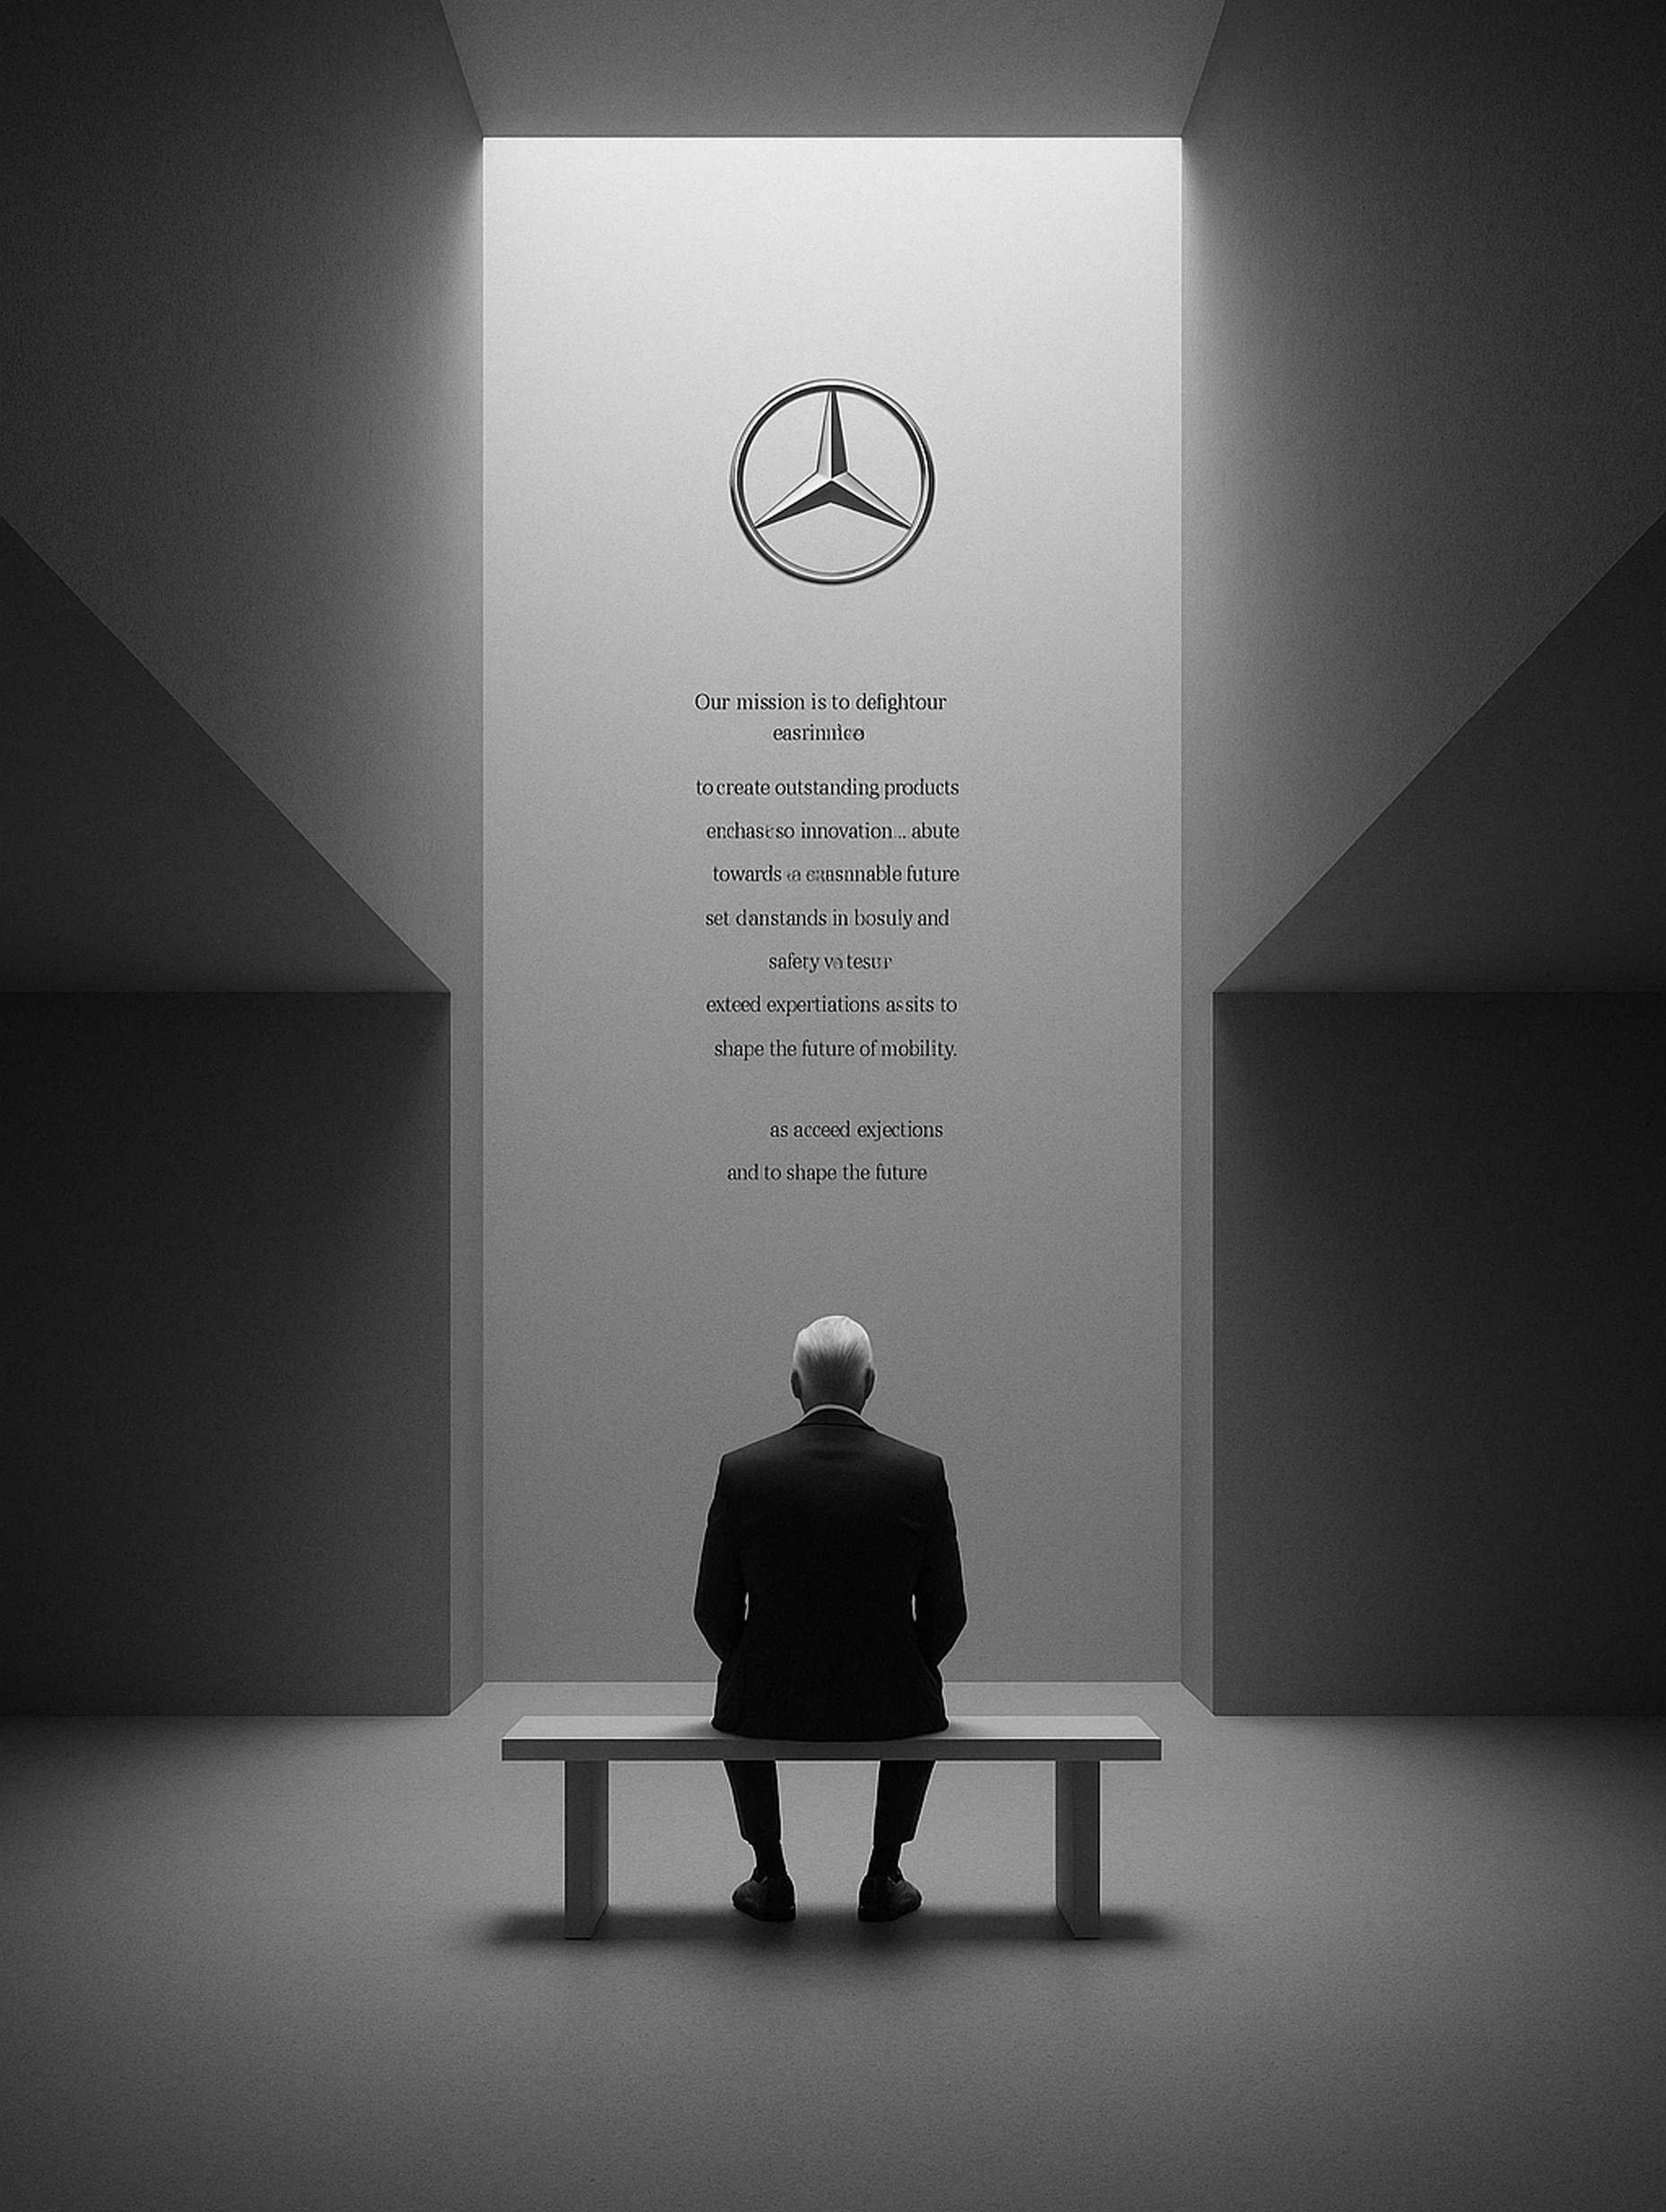 Our mission is to defightour
to create outstanding products
innovation... abute
towards future
set danstands in bosuly and
safety
exteed expertiations assits to
shape the future of mobility.
as acceed exjections
and to shape the future